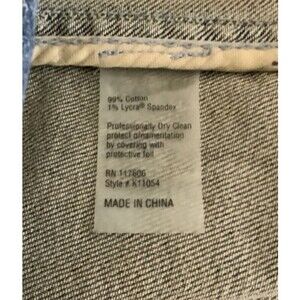 99% Cotton
1% Lycra® Spandex
Professionally Dry Clean
protect ornamentation
by covering with
protective foil
RN 117606
Style # K11054
MADE IN CHINA